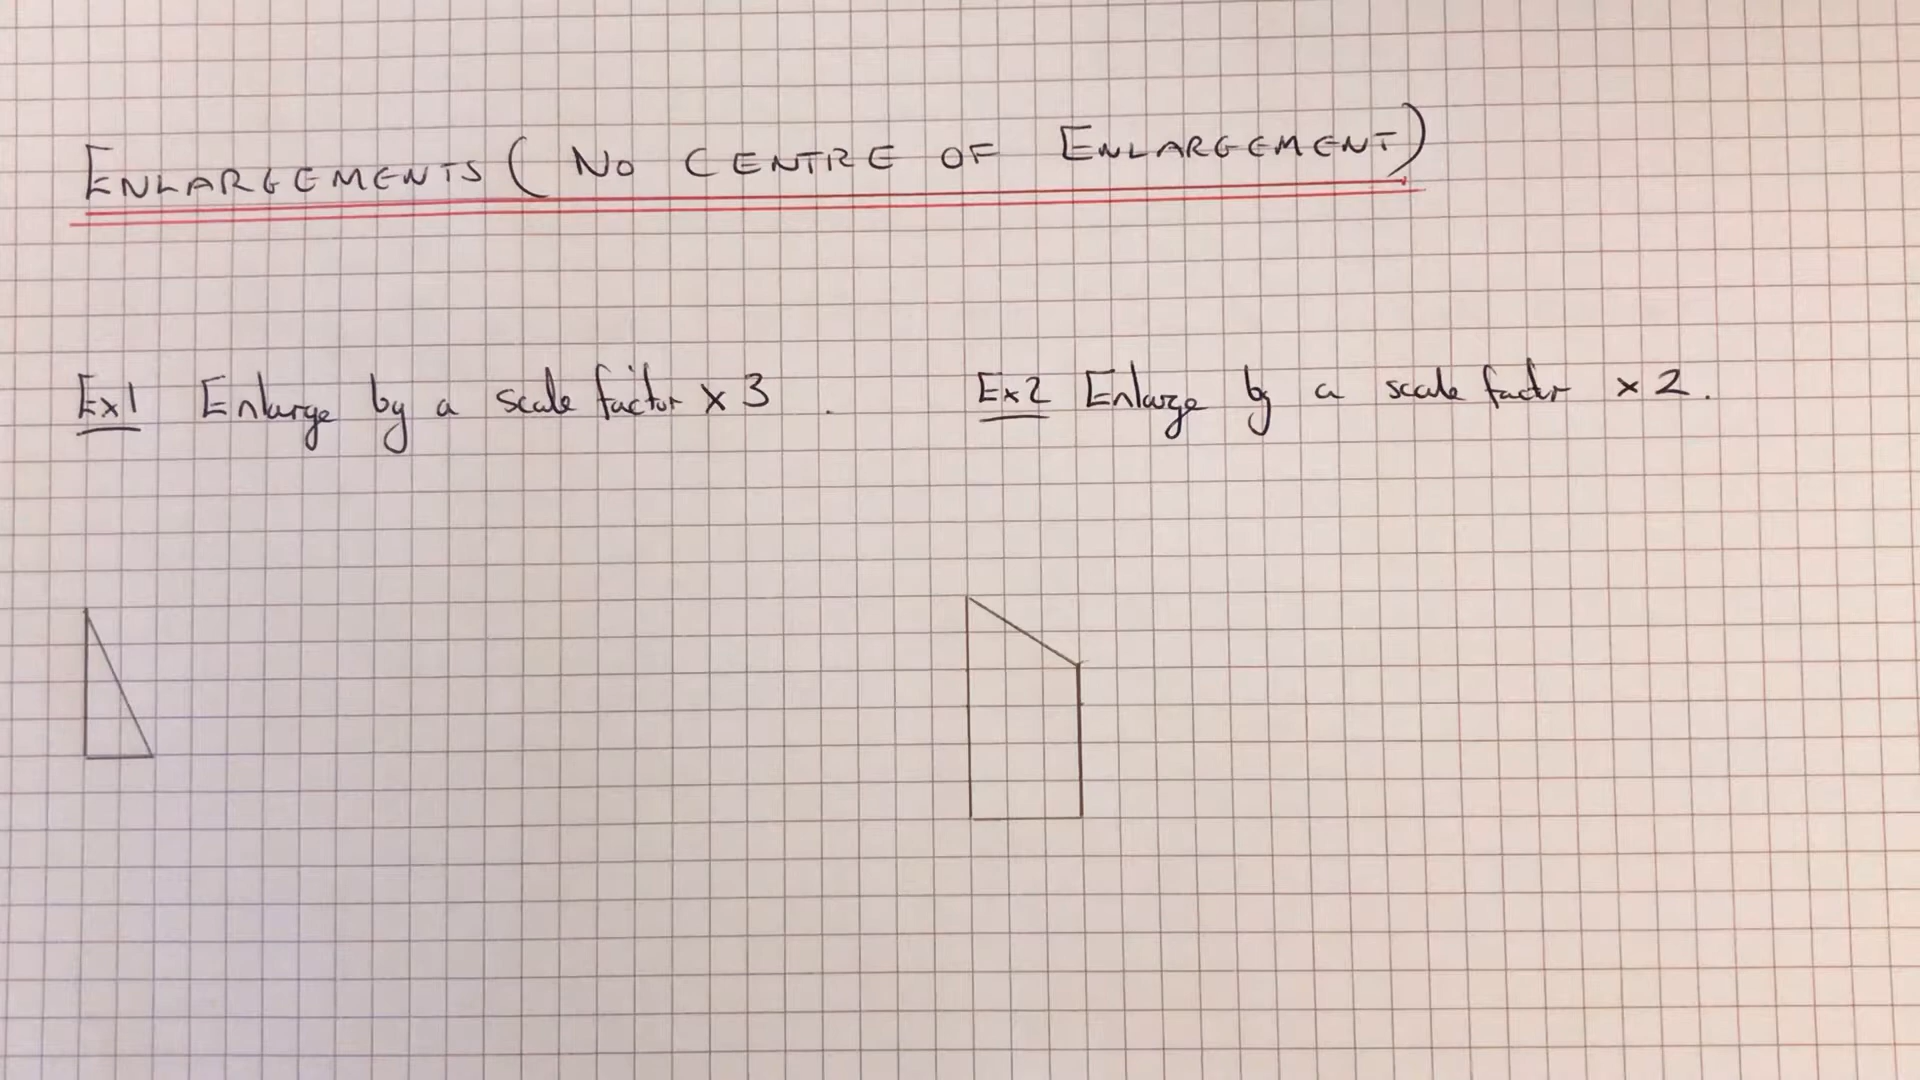 ENLARGEMENTS (NO CENTRE OF ENLARGEMENT)
Ex1 Enlarge by a scale factor x 3.
Ex2 Enlarge by a scale factor x 2.